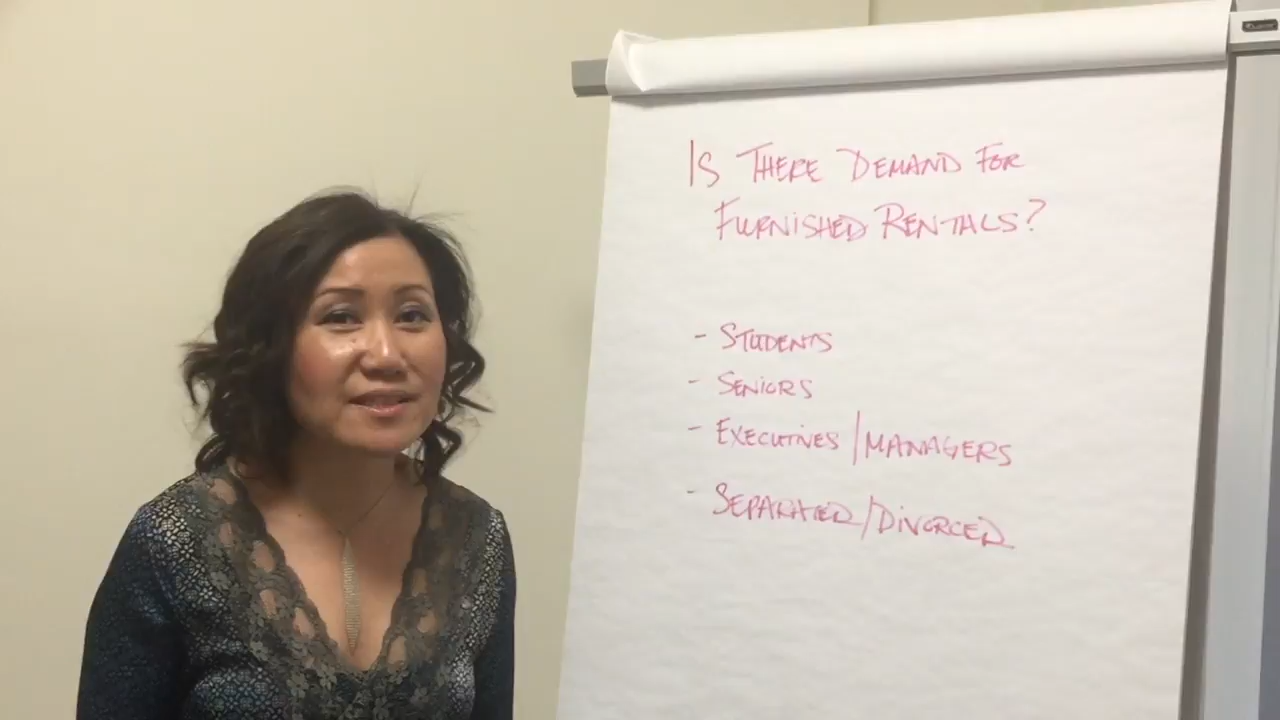 IS THERE DEMAND FOR
FURNISHED RENTALS?
- STUDENTS
- SENIORS
- EXECUTIVES/MANAGERS
- SEPARATED/DIVORCED